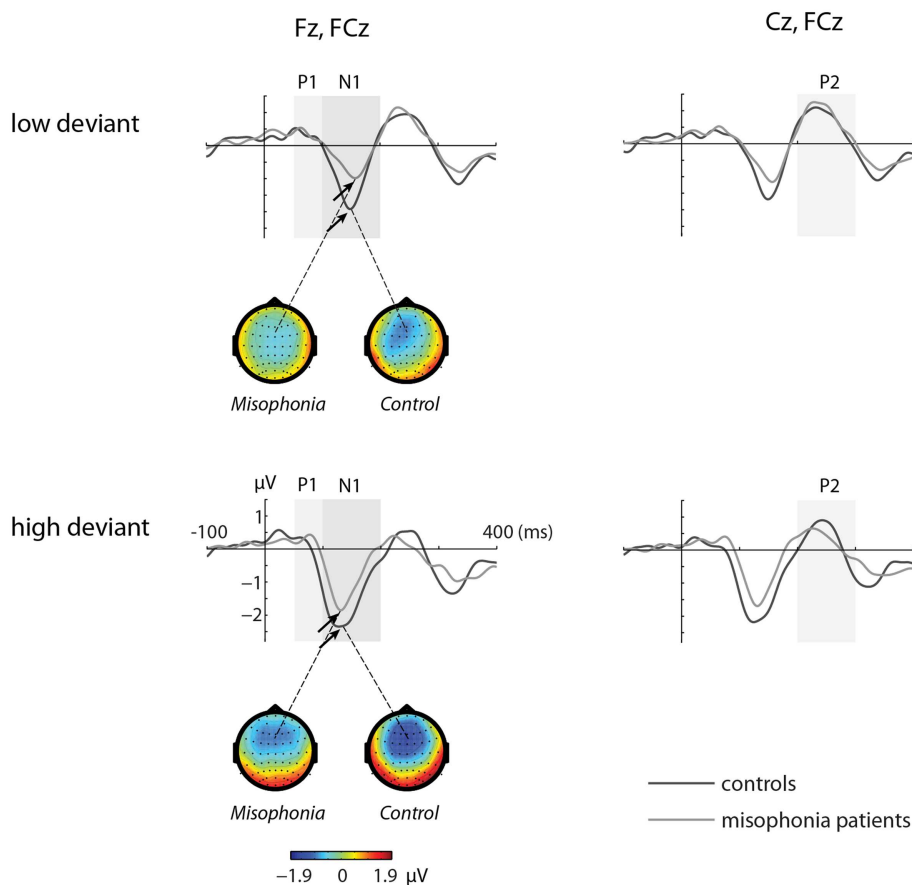 Fz, FCz
Cz, FCz
P1 N1
P2
low deviant
Misophonia Control
µV P1 N1
P2
high deviant
1
-100
400 (ms)
−1
−2
Misophonia Control
controls
misophonia patients
−1.9 0 1.9 µV